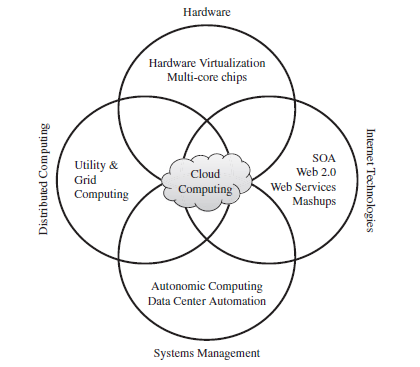 Hardware
Hardware Virtualization
Multi-core chips
Distributed Computing
Utility &
Grid
Computing
Cloud
Computing
SOA
Web 2.0
Web Services
Mashups
Internet Technologies
Autonomic Computing
Data Center Automation
Systems Management